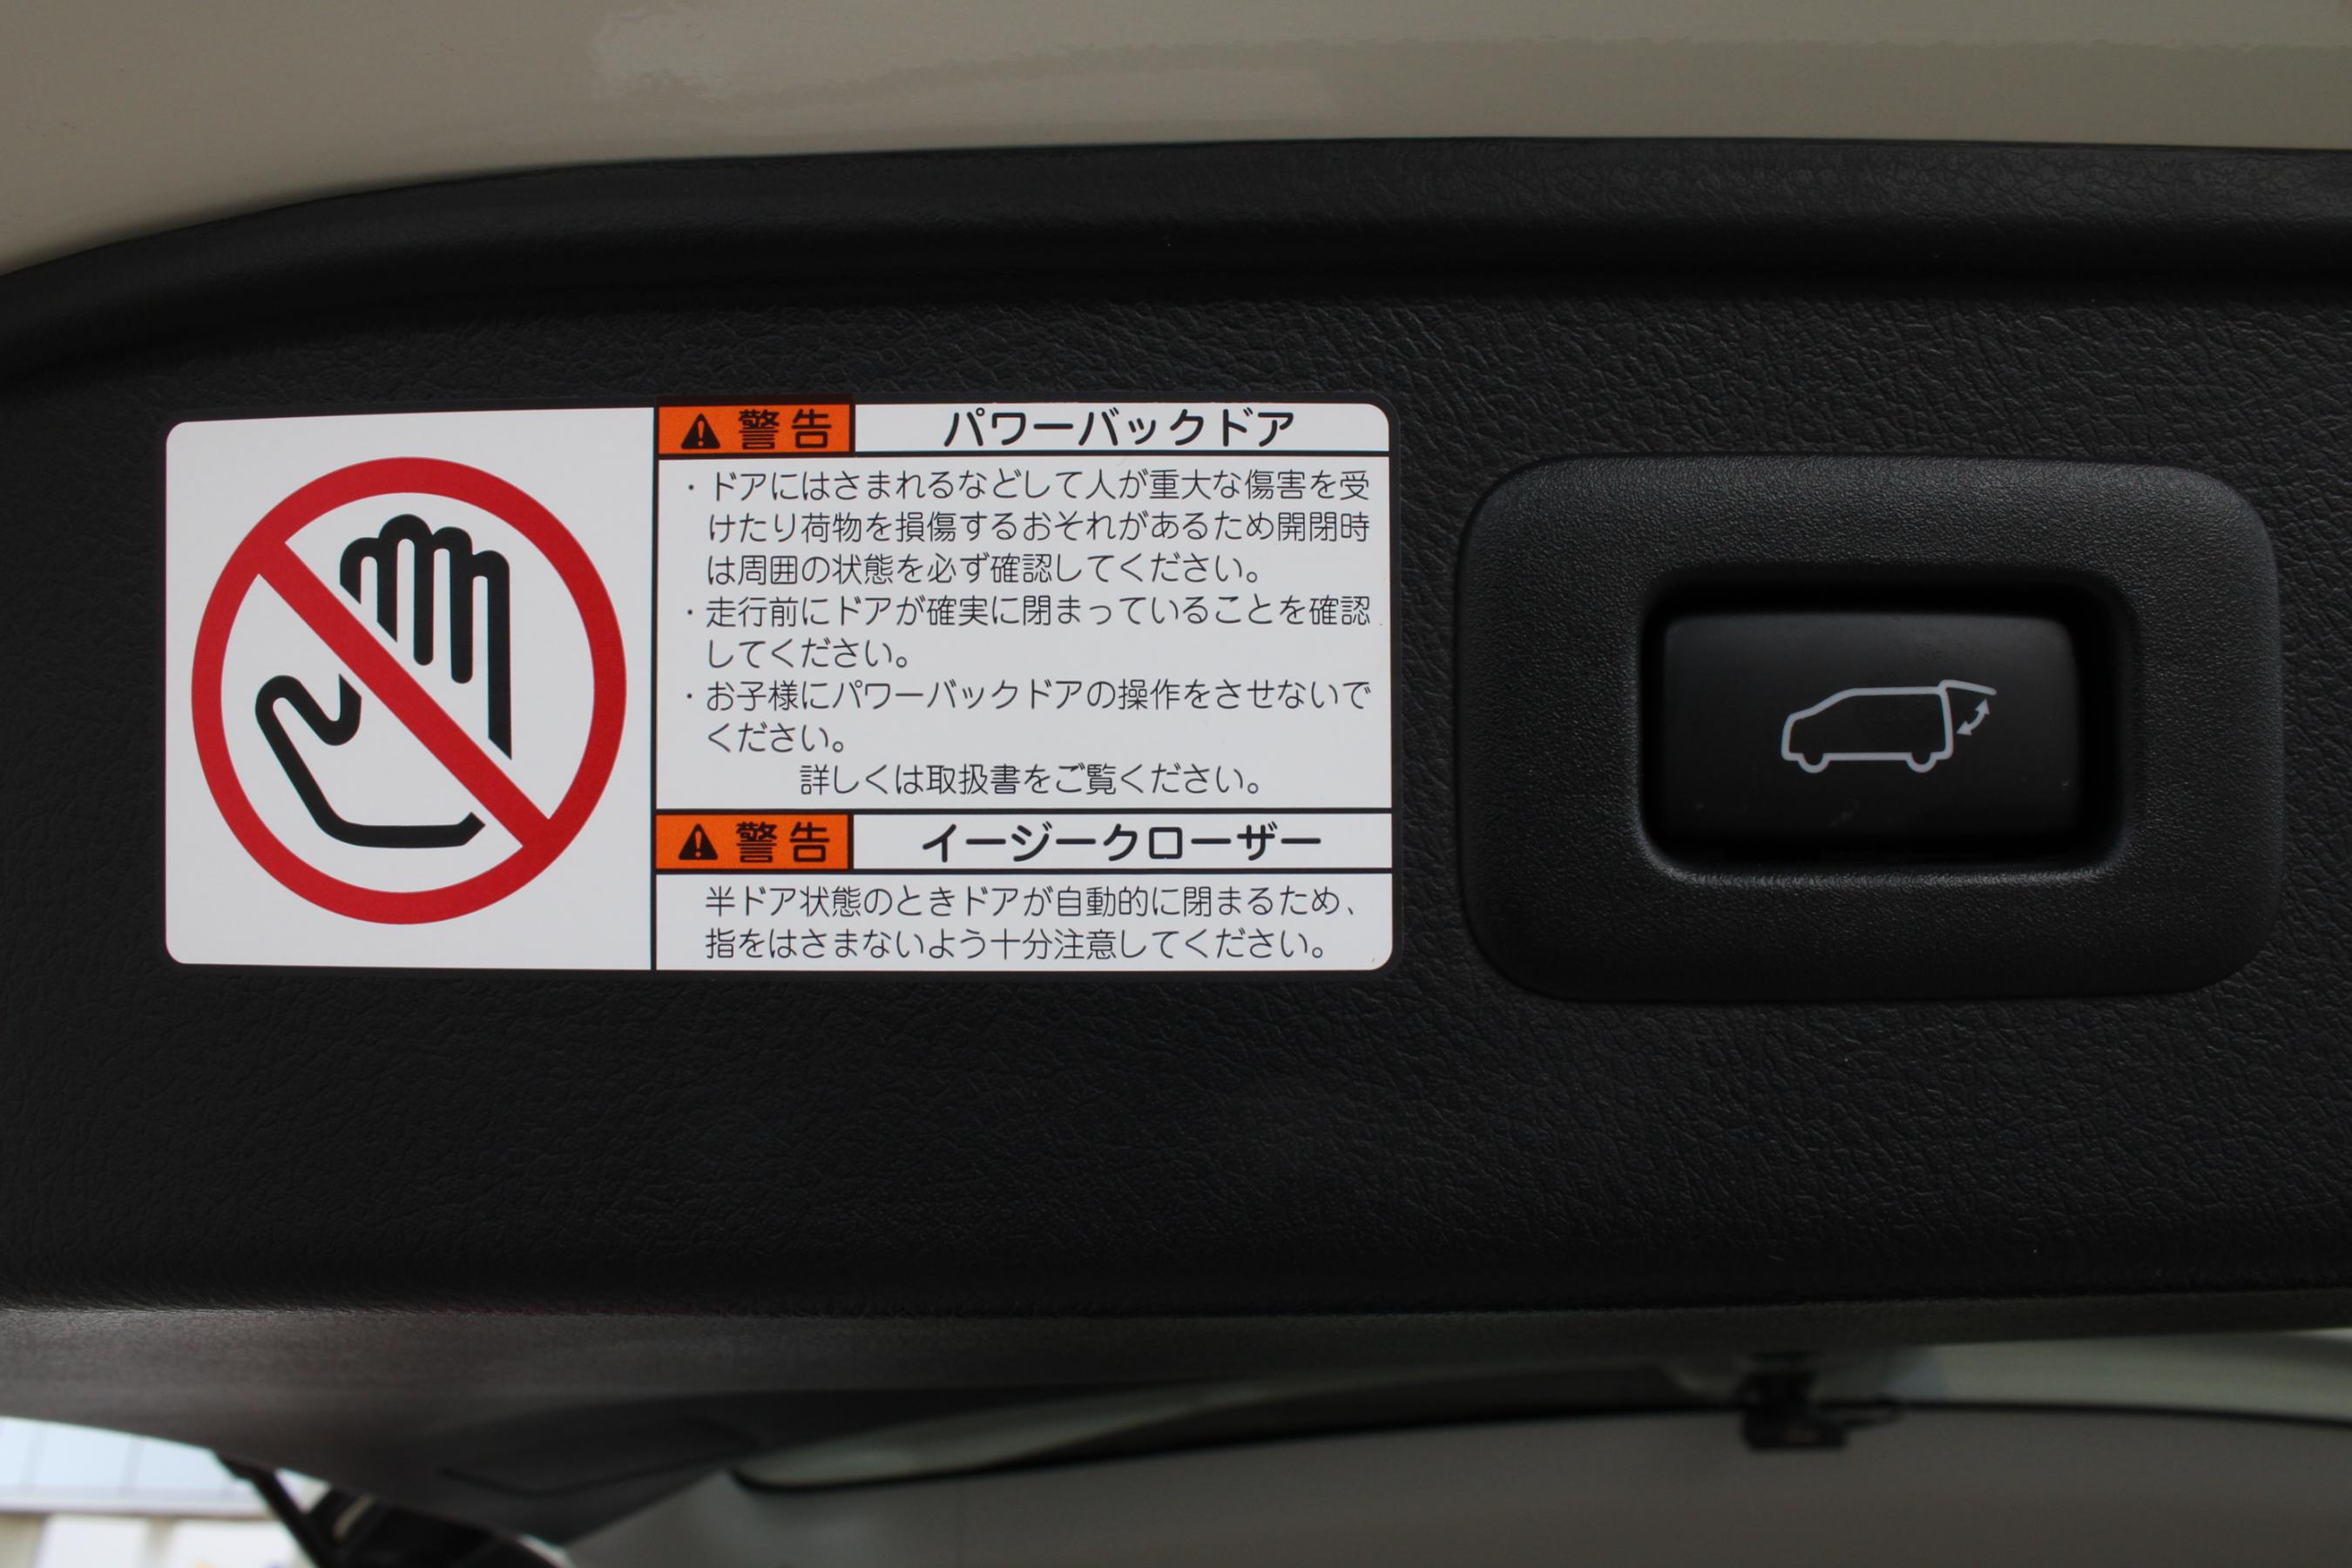 警告 パワーバックドア
・ドアにはさまれるなどして人が重大な傷害を受
けたり荷物を損傷するおそれがあるため開閉時
は周囲の状態を必ず確認してください。
・走行前にドアが確実に閉まっていることを確認
してください。
・お子様にパワーバックドアの操作をさせないで
ください。
詳しくは取扱書をご覧ください。
警告 イージークローザー
半ドア状態のときドアが自動的に閉まるため、
指をはさまないよう十分注意してください。